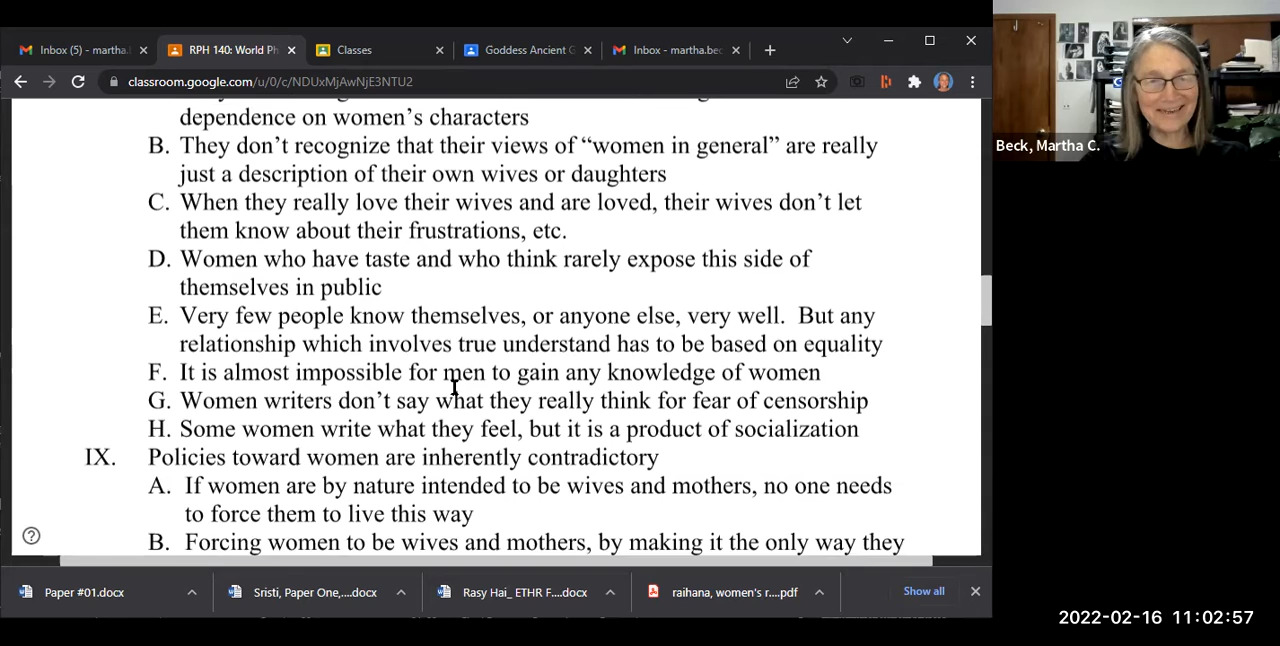 Inbox (5) - martha.
RPH 140: World Ph
Classes
Goddess Ancient G
Inbox - martha.bec
classroom.google.com/u/0/c/NDUxMjAwNjE3NTU2
dependence on women's characters
B. They don't recognize that their views of "women in general" are really
just a description of their own wives or daughters
C. When they really love their wives and are loved, their wives don't let
them know about their frustrations, etc.
D. Women who have taste and who think rarely expose this side of
themselves in public
E. Very few people know themselves, or anyone else, very well. But any
relationship which involves true understand has to be based on equality
F. It is almost impossible for men to gain any knowledge of women
G. Women writers don't say what they really think for fear of censorship
H. Some women write what they feel, but it is a product of socialization
IX. Policies toward women are inherently contradictory
A. If women are by nature intended to be wives and mothers, no one needs
to force them to live this way
B. Forcing women to be wives and mothers, by making it the only way they
Paper #01.docx
Sristi, Paper One,....docx
Rasy Hai_ ETHR F....docx
raihana, women's r....pdf
Show all
Beck, Martha C.
2022-02-16 11:02:57